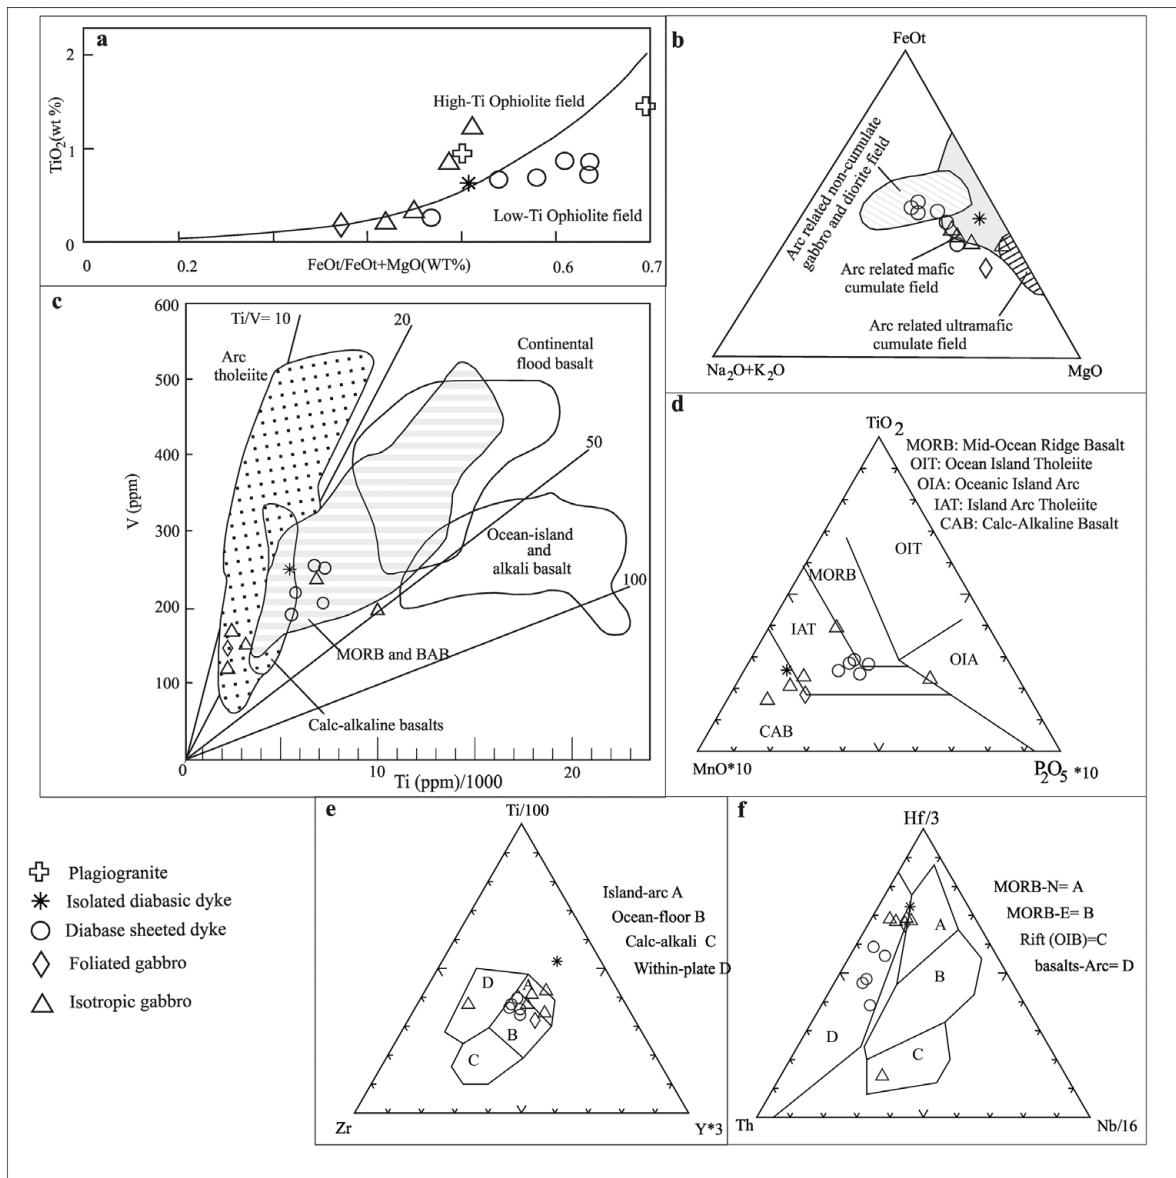 a
2
1
0
TiO2(wt %)
High-Ti Ophiolite field
Low-Ti Ophiolite field
0
0.2
FeOt/FeOt+MgO(WT%)
0.6
0.7
b
FeOt
Arc related non-cumulate
gabbro and diorite field
Arc related mafic
cumulate field
Arc related ultramafic
cumulate field
Na2O+K2O
MgO
c
600
500
400
300
200
100
V (ppm)
Ti/V= 10
20
Arc
tholeiite
Continental
flood basalt
50
Ocean-island
and
alkali basalt
100
MORB and BAB
Calc-alkaline basalts
0
10
20
Ti (ppm)/1000
d
TiO2
MORB: Mid-Ocean Ridge Basalt
OIT: Ocean Island Tholeiite
OIA: Oceanic Island Arc
IAT: Island Arc Tholeiite
CAB: Calc-Alkaline Basalt
OIT
MORB
IAT
OIA
CAB
MnO*10
P2O5 *10
Plagiogranite
Isolated diabasic dyke
Diabase sheeted dyke
Foliated gabbro
Isotropic gabbro
e
Ti/100
Island-arc A
Ocean-floor B
Calc-alkali C
Within-plate D
D
A
B
C
Zr
Y*3
f
Hf/3
MORB-N= A
MORB-E= B
Rift (OIB)=C
basalts-Arc= D
A
B
D
C
Th
Nb/16